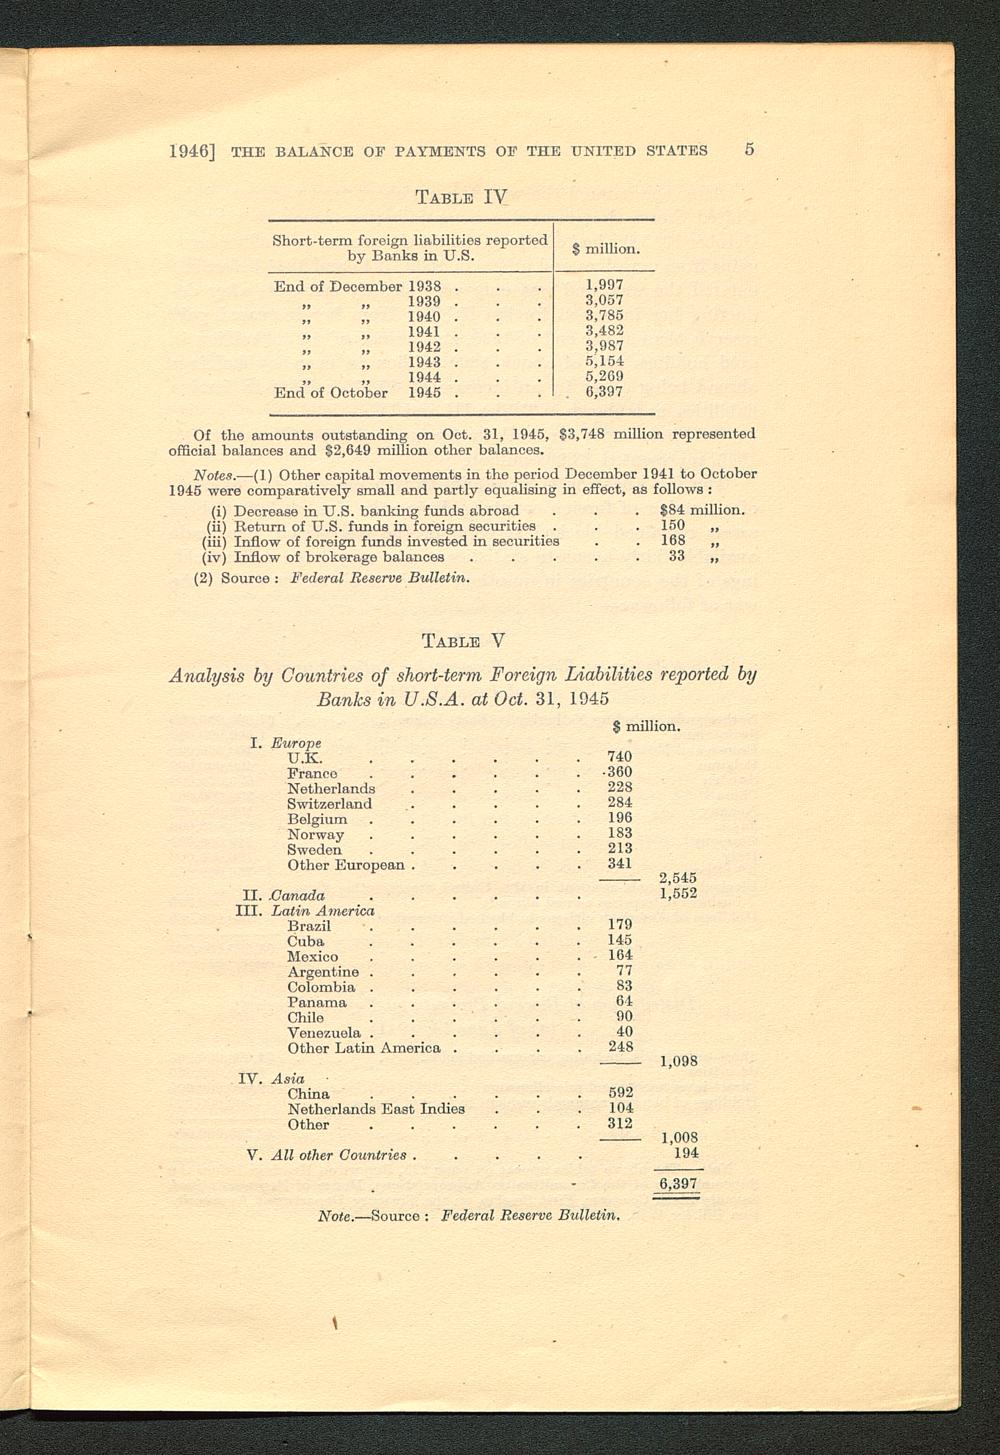 1946] THE BALANCE OF PAYMENTS OF THE UNITED STATES 5
TABLE IV
Short-term foreign liabilities reported by Banks in U.S. $ million.
End of December 1938 . . . 1,997
„ „ 1939 . . . 3,057
„ „ 1940 . . . 3,785
„ „ 1941 . . . 3,482
„ „ 1942 . . . 3,987
„ „ 1943 . . . 5,154
„ „ 1944 . . . 5,269
End of October 1945 . . . 6,397
Of the amounts outstanding on Oct. 31, 1945, $3,748 million represented
official balances and $2,649 million other balances.
Notes.—(1) Other capital movements in the period December 1941 to October
1945 were comparatively small and partly equalising in effect, as follows :
(i) Decrease in U.S. banking funds abroad . . . $84 million.
(ii) Return of U.S. funds in foreign securities . . . 150 „
(iii) Inflow of foreign funds invested in securities . . 168 „
(iv) Inflow of brokerage balances . . . . . 33 „
(2) Source : Federal Reserve Bulletin.
TABLE V
Analysis by Countries of short-term Foreign Liabilities reported by
Banks in U.S.A. at Oct. 31, 1945
$ million.
I. Europe
U.K. . . . . . . 740
France . . . . . . 360
Netherlands . . . . . 228
Switzerland . . . . . 284
Belgium . . . . . . 196
Norway . . . . . . 183
Sweden . . . . . . 213
Other European . . . . . 341
2,545
II. Canada . . . . . . 1,552
III. Latin America
Brazil . . . . . . 179
Cuba . . . . . . 145
Mexico . . . . . . 164
Argentine . . . . . . 77
Colombia . . . . . . 83
Panama . . . . . . 64
Chile . . . . . . 90
Venezuela . . . . . . 40
Other Latin America . . . . 248
1,098
IV. Asia
China . . . . . . 592
Netherlands East Indies . . . 104
Other . . . . . . 312
1,008
V. All other Countries . . . . . 194
6,397
Note.—Source : Federal Reserve Bulletin.